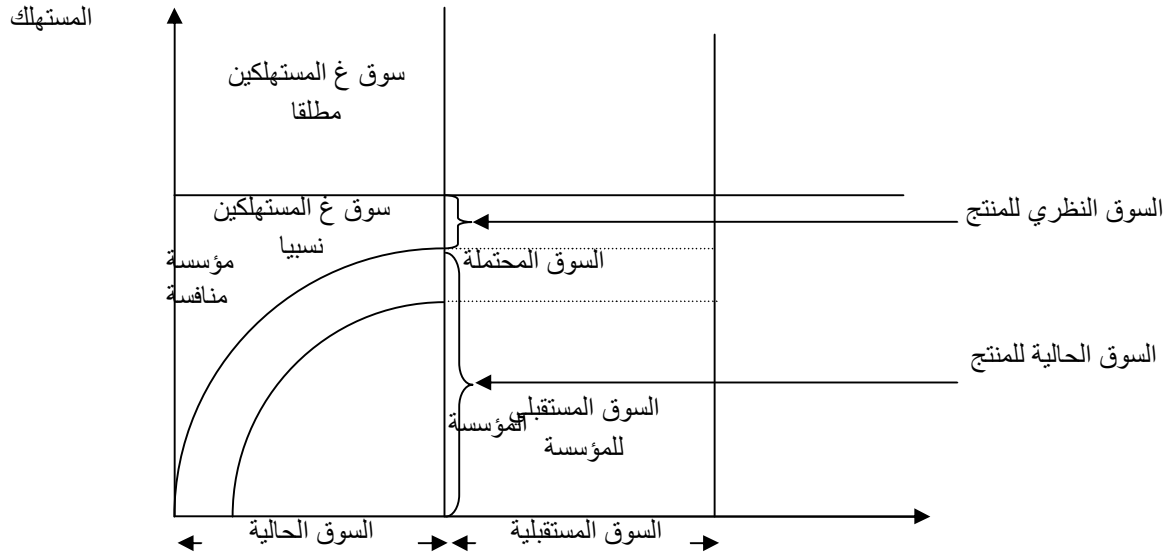 المستهلك
سوق غ المستهلكين
مطلقا
سوق غ المستهلكين
نسبيا
السوق النظري للمنتج
مؤسسة
منافسة
السوق المحتملة
السوق الحالية للمنتج
السوق المستقبلي
للمؤسسة
المؤسسة
السوق الحالية
السوق المستقبلية